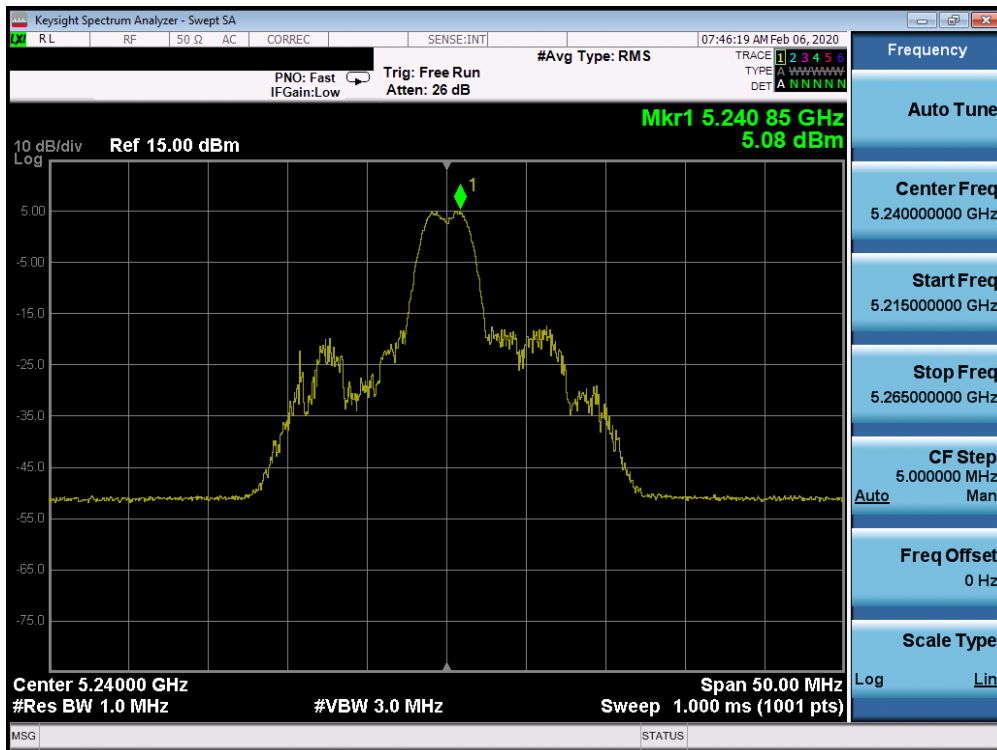 Keysight Spectrum Analyzer - Swept SA
LXI RL RF 50 Ω AC CORREC SENSE:INT 07:46:19 AM Feb 06, 2020
PNO: Fast
IFGain:Low
Trig: Free Run
Atten: 26 dB
#Avg Type: RMS
TRACE 1 2 3 4 5 6
TYPE A WWWWW
DET A N N N N N
Mkr1 5.240 85 GHz
5.08 dBm
10 dB/div Ref 15.00 dBm
Log
1
5.00
-5.00
-15.0
-25.0
-35.0
-45.0
-55.0
-65.0
-75.0
Center 5.24000 GHz Span 50.00 MHz
#Res BW 1.0 MHz #VBW 3.0 MHz Sweep 1.000 ms (1001 pts)
MSG STATUS
Frequency
Auto Tune
Center Freq
5.240000000 GHz
Start Freq
5.215000000 GHz
Stop Freq
5.265000000 GHz
CF Step
5.000000 MHz
Auto Man
Freq Offset
0 Hz
Scale Type
Log Lin